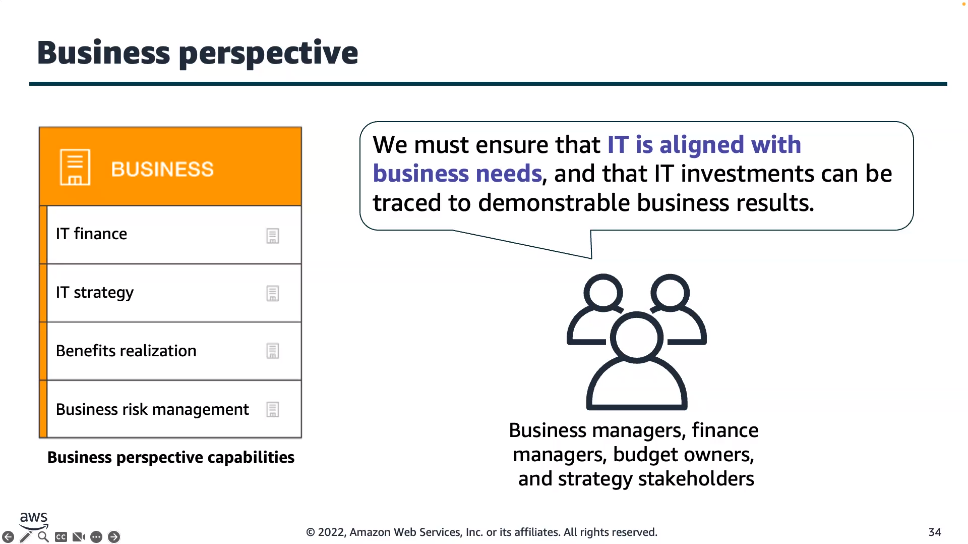 Business perspective
BUSINESS
IT finance
IT strategy
Benefits realization
Business risk management
Business perspective capabilities
We must ensure that IT is aligned with
business needs, and that IT investments can be
traced to demonstrable business results.
Business managers, finance
managers, budget owners,
and strategy stakeholders
aws
CC
© 2022, Amazon Web Services, Inc. or its affiliates. All rights reserved.
34